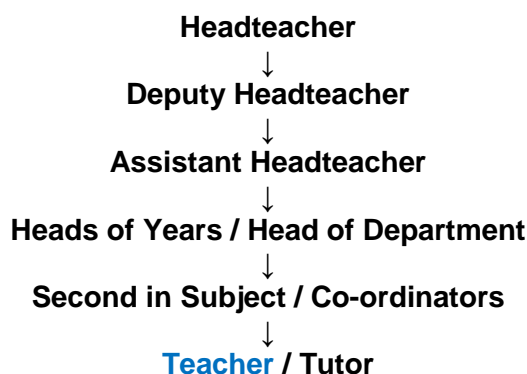 Headteacher
↓
Deputy Headteacher
↓
Assistant Headteacher
↓
Heads of Years / Head of Department
↓
Second in Subject / Co-ordinators
↓
Teacher / Tutor